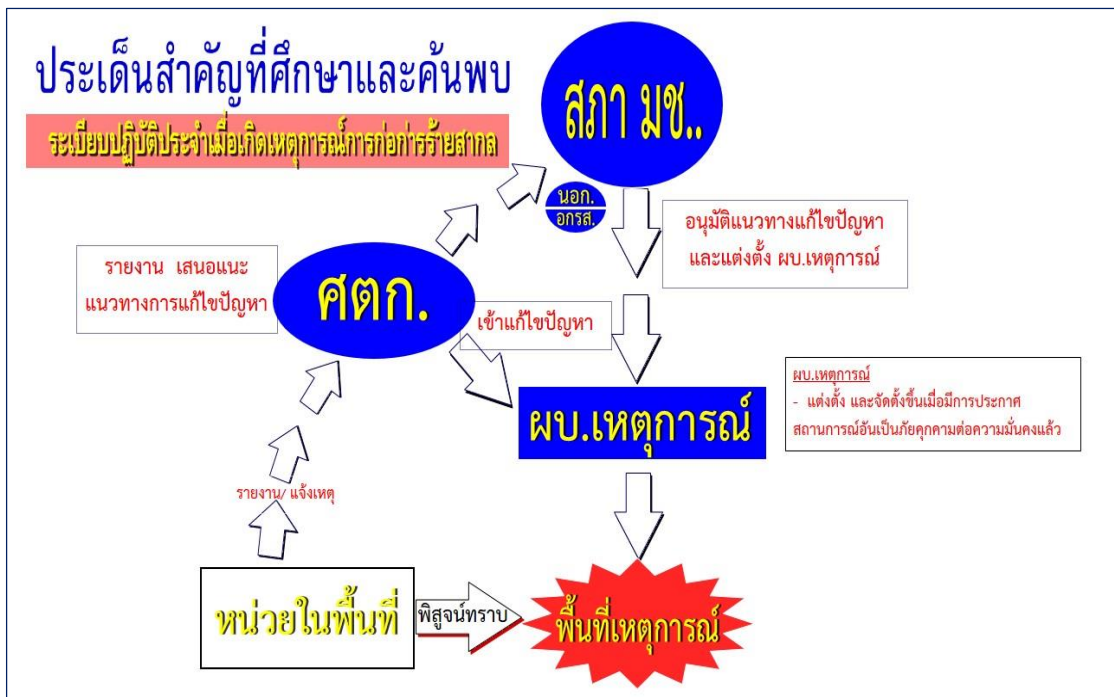 ประเด็นสำคัญที่ศึกษาและค้นพบ
ระเบียบปฏิบัติประจำเมื่อเกิดเหตุการณ์การก่อการร้ายสากล
สภา มช..
นอก.
อกรส.
อนุมัติแนวทางแก้ไขปัญหา
และแต่งตั้ง ผบ.เหตุการณ์
รายงาน เสนอแนะ
แนวทางการแก้ไขปัญหา
ศตก.
เข้าแก้ไขปัญหา
ผบ.เหตุการณ์
ผบ.เหตุการณ์
- แต่งตั้ง และจัดตั้งขึ้นเมื่อมีการประกาศ
สถานการณ์อันเป็นภัยคุกคามต่อความมั่นคงแล้ว
รายงาน/ แจ้งเหตุ
หน่วยในพื้นที่
พิสูจน์ทราบ
พื้นที่เหตุการณ์